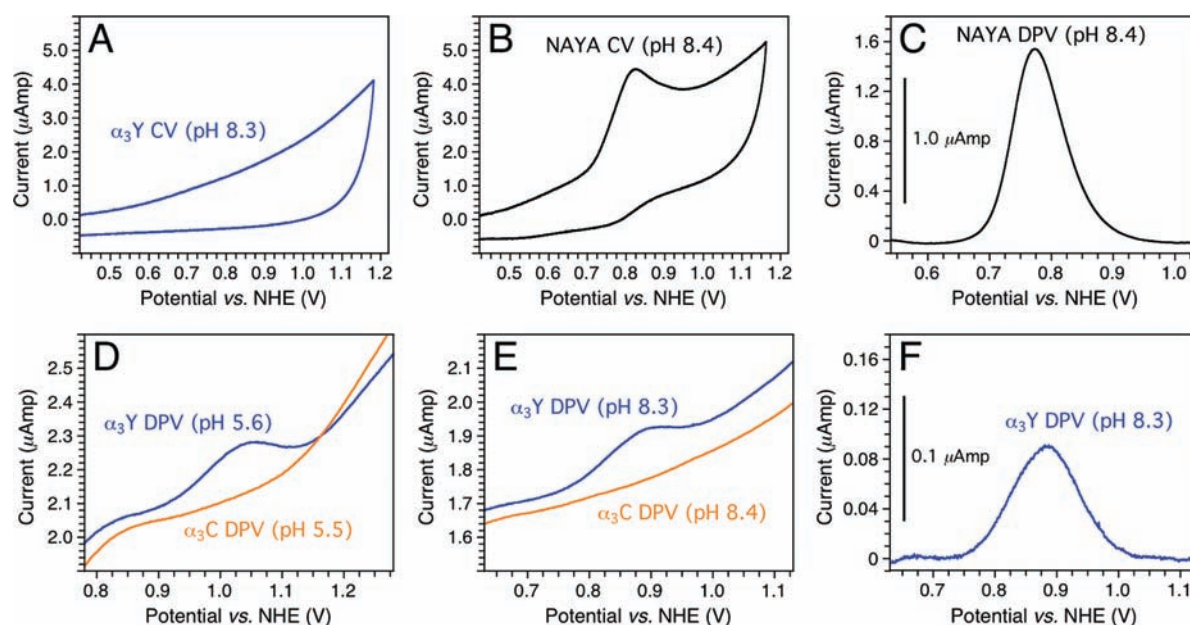 A
Current (μAmp)
5.0
4.0
3.0
2.0
1.0
0.0
α₃Y CV (pH 8.3)
0.5 0.6 0.7 0.8 0.9 1.0 1.1 1.2
Potential vs. NHE (V)
B
Current (μAmp)
5.0
4.0
3.0
2.0
1.0
0.0
NAYA CV (pH 8.4)
0.5 0.6 0.7 0.8 0.9 1.0 1.1 1.2
Potential vs. NHE (V)
C
Current (μAmp)
1.6
1.2
0.8
0.4
0
NAYA DPV (pH 8.4)
1.0 μAmp
0.6 0.7 0.8 0.9 1.0
Potential vs. NHE (V)
D
Current (μAmp)
2.5
2.4
2.3
2.2
2.1
2.0
α₃Y DPV (pH 5.6)
α₃C DPV (pH 5.5)
0.8 0.9 1.0 1.1 1.2
Potential vs. NHE (V)
E
Current (μAmp)
2.1
2.0
1.9
1.8
1.7
1.6
α₃Y DPV (pH 8.3)
α₃C DPV (pH 8.4)
0.7 0.8 0.9 1.0 1.1
Potential vs. NHE (V)
F
Current (μAmp)
0.16
0.12
0.08
0.04
0
α₃Y DPV (pH 8.3)
0.1 μAmp
0.7 0.8 0.9 1.0 1.1
Potential vs. NHE (V)